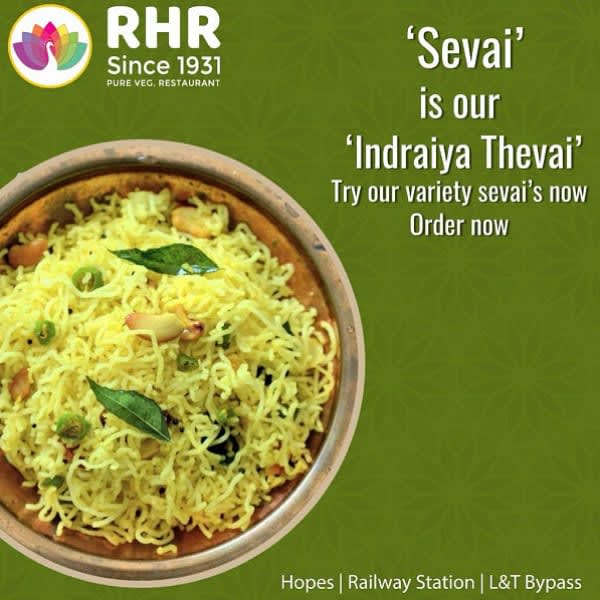 RHR
Since 1931
PURE VEG. RESTAURANT
‘Sevai’
is our
‘Indraiya Thevai’
Try our variety sevai’s now
Order now
Hopes | Railway Station | L&T Bypass